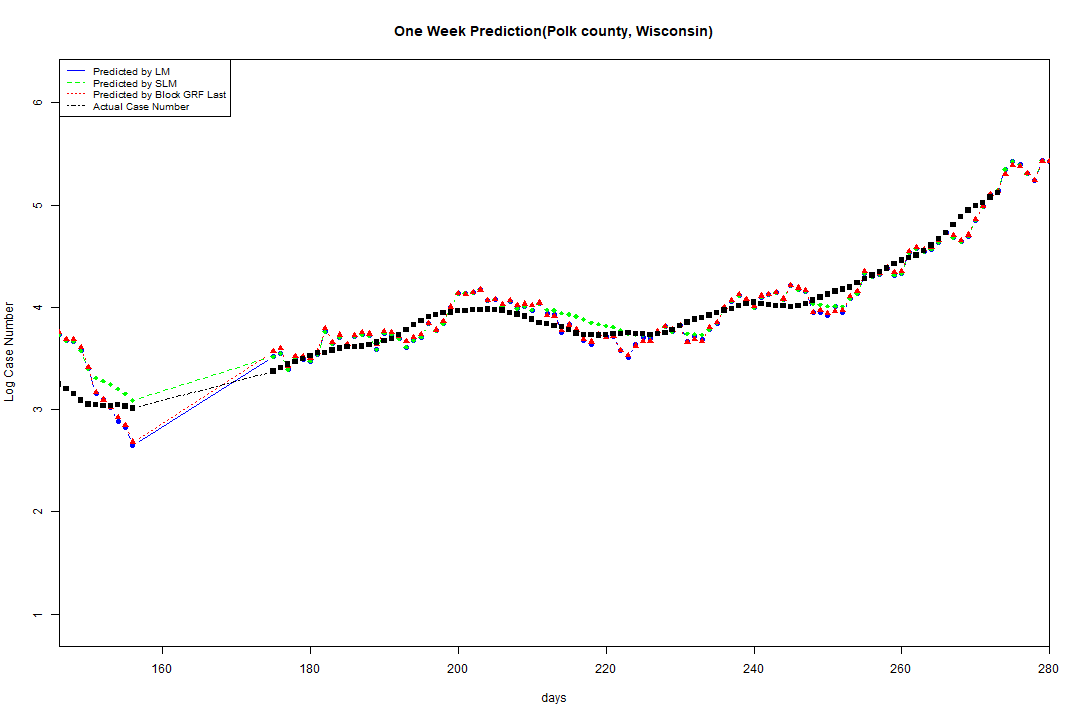 One Week Prediction(Polk county, Wisconsin)
Predicted by LM
Predicted by SLM
Predicted by Block GRF Last
Actual Case Number
6
5
4
3
2
1
Log Case Number
160 180 200 220 240 260 280
days